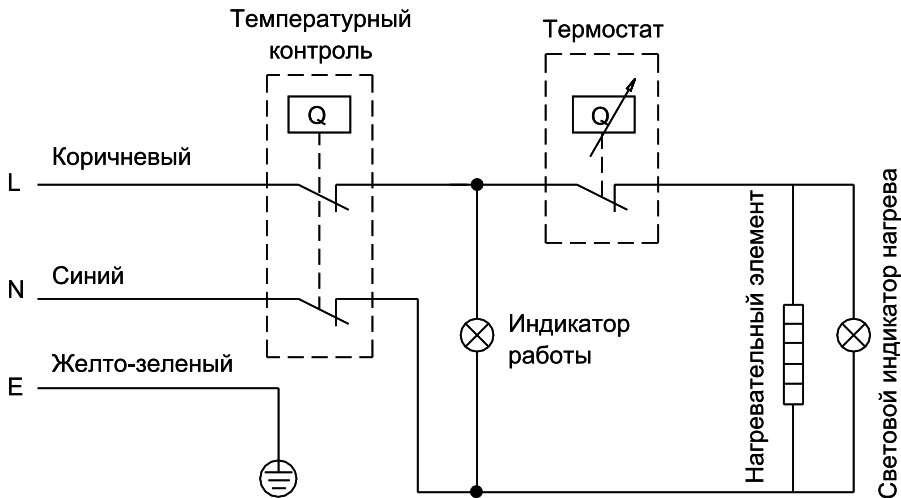 Температурный
контроль
Термостат
Q
Q
Коричневый
L
Синий
N
Индикатор
работы
Желто-зеленый
E
Нагревательный элемент
Световой индикатор нагрева